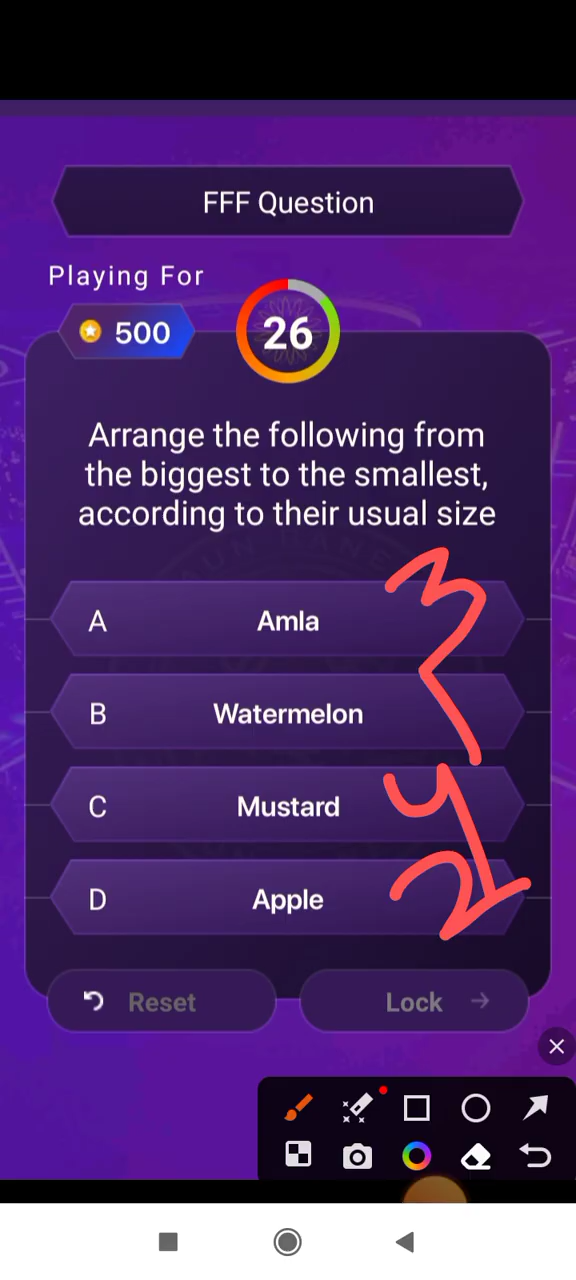 FFF Question
Playing For
500
26
Arrange the following from
the biggest to the smallest,
according to their usual size
A Amla
3
B Watermelon
C Mustard
4
D Apple
2
Reset
Lock